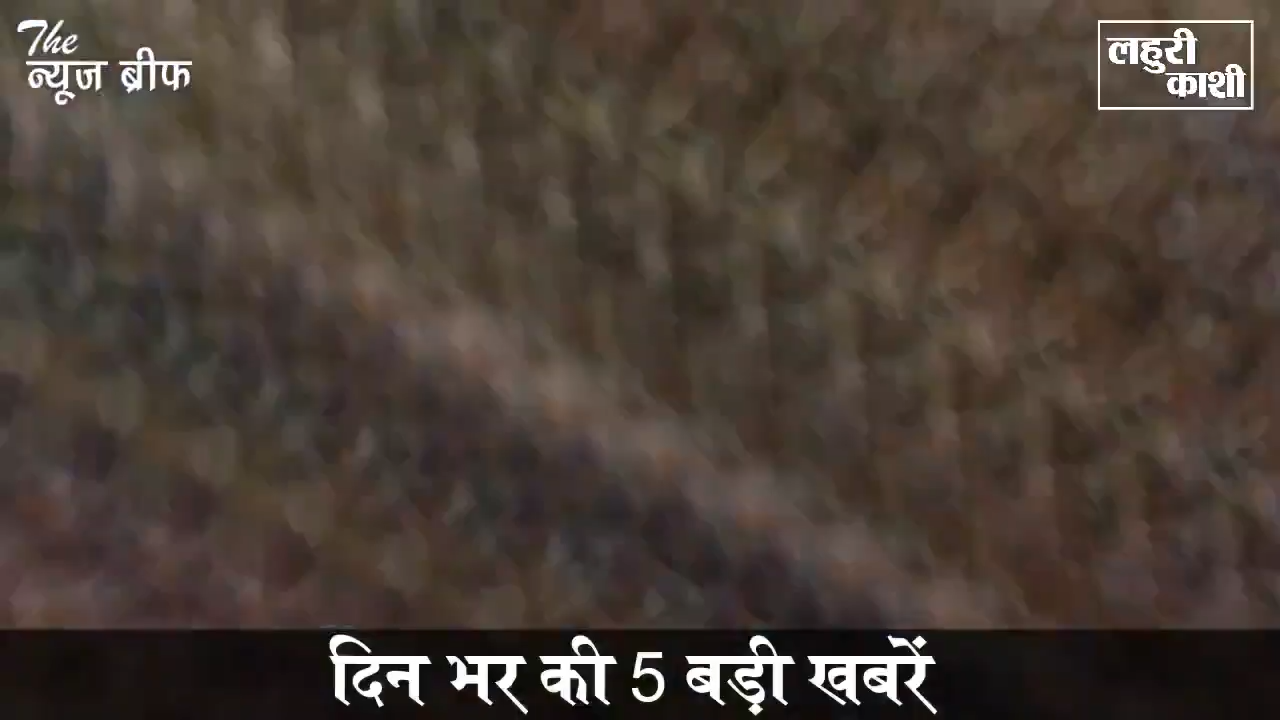 The
न्यूज ब्रीफ
लहुरी
काशी
दिन भर की 5 बड़ी खबरें